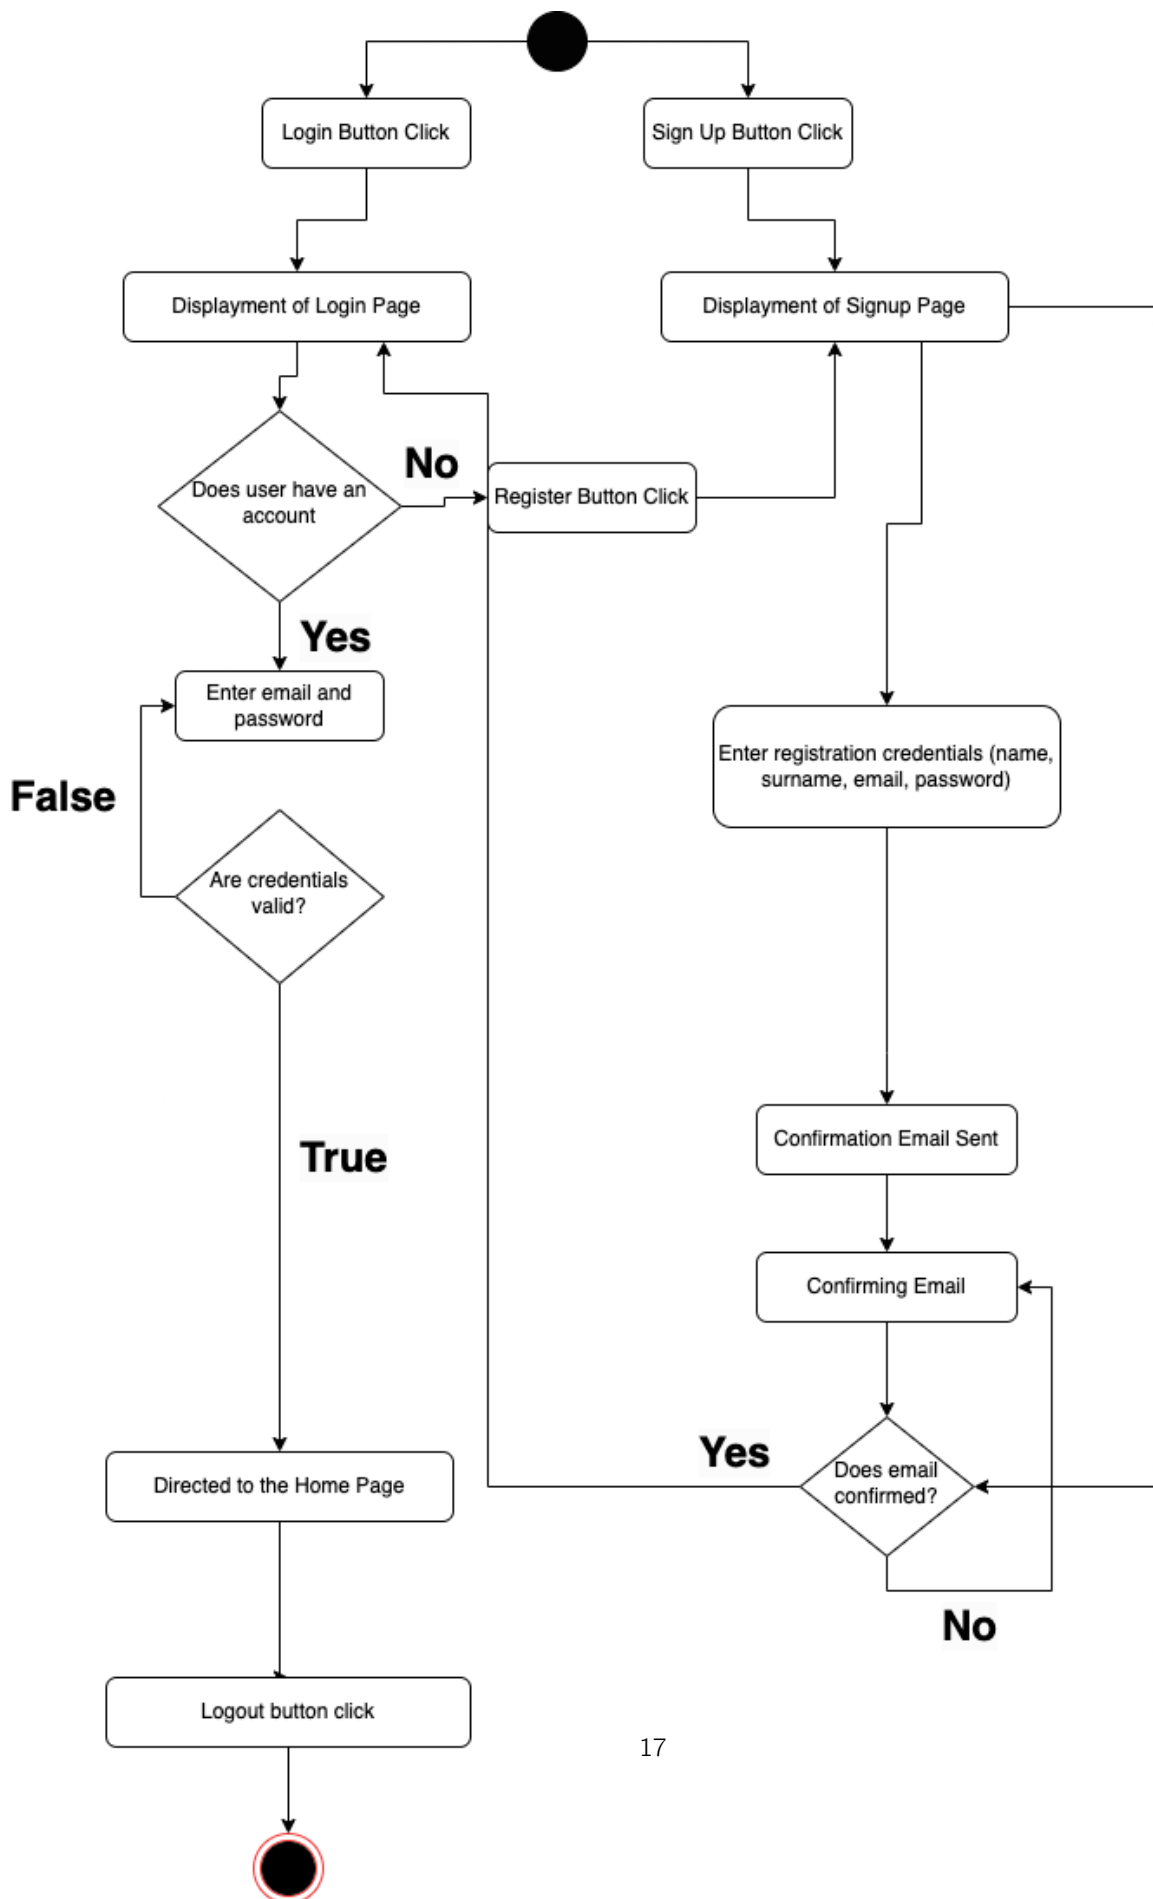 Login Button Click
Sign Up Button Click
Displayment of Login Page
Displayment of Signup Page
No
Does user have an
account
Register Button Click
Yes
Enter email and
password
Enter registration credentials (name,
surname, email, password)
False
Are credentials
valid?
Confirmation Email Sent
True
Confirming Email
Yes
Does email
confirmed?
Directed to the Home Page
No
Logout button click
17